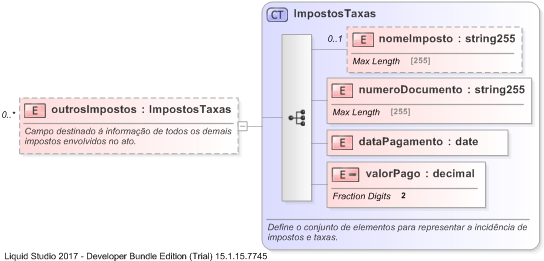 CT ImpostosTaxas
0..1 E nomeImposto : string255
Max Length [255]
E numeroDocumento : string255
Max Length [255]
0..* E outrosImpostos : ImpostosTaxas
Campo destinado à informação de todos os demais
impostos envolvidos no ato.
E dataPagamento : date
E valorPago : decimal
Fraction Digits 2
Define o conjunto de elementos para representar a incidência de
impostos e taxas.
Liquid Studio 2017 - Developer Bundle Edition (Trial) 15.1.15.7745